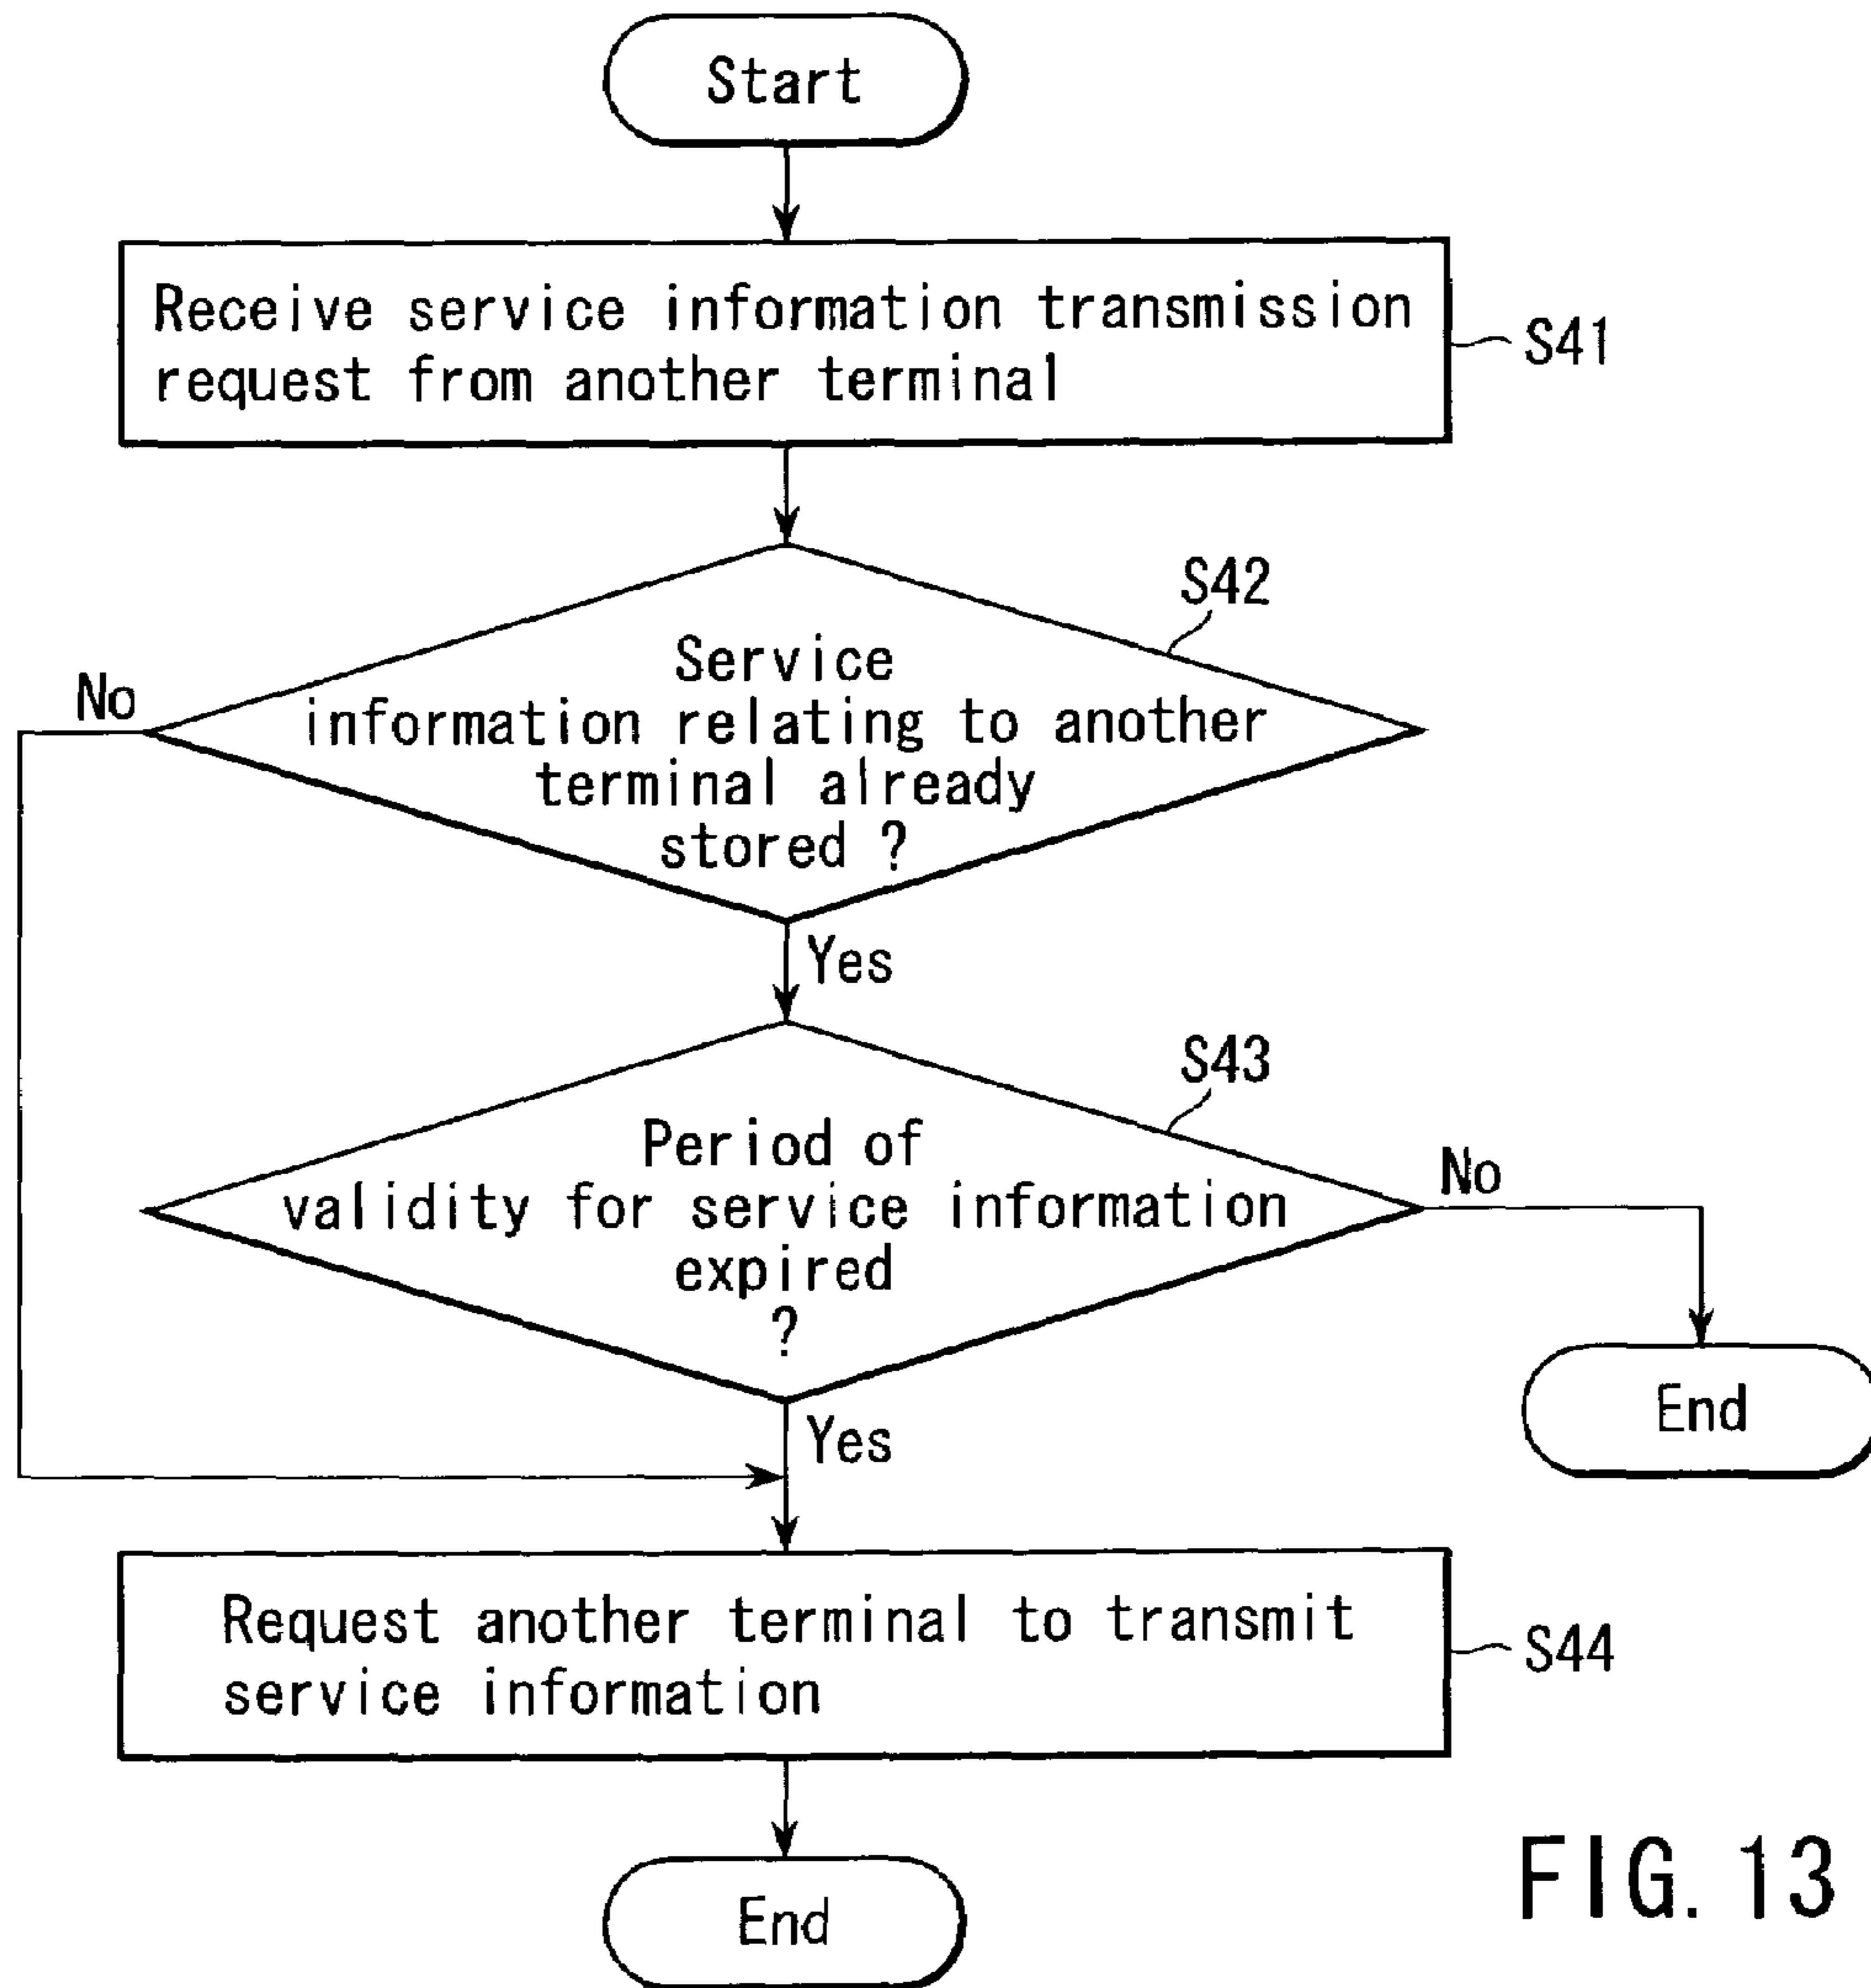 Start
Receive service information transmission
request from another terminal
S41
S42
Service
information relating to another
terminal already
stored ?
No
Yes
S43
Period of
validity for service information
expired
?
No
End
Yes
Request another terminal to transmit
service information
S44
End
FIG. 13